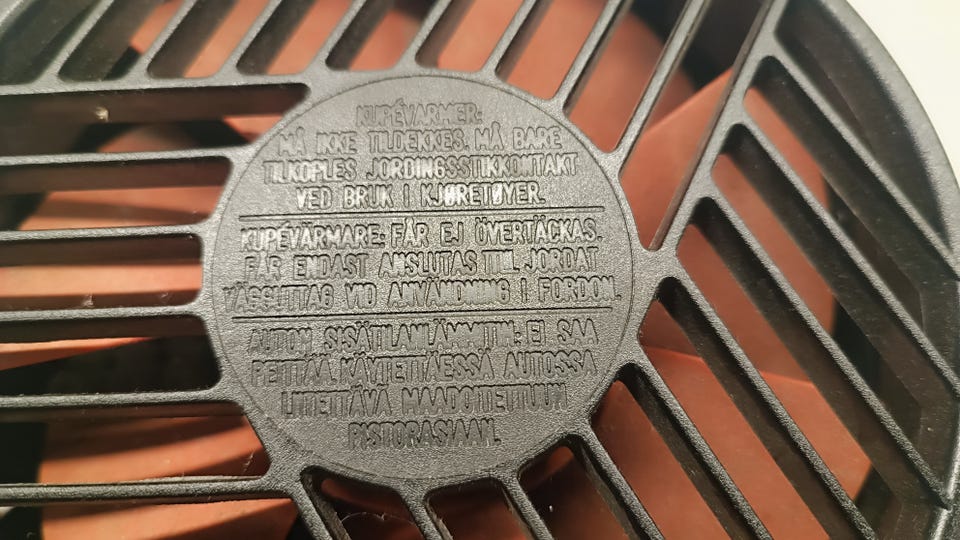 KUPÉVARMER:
MÅ IKKE TILDEKKES. MÅ BARE
TILKOPLES JORDINGSSTIKKONTAKT
VED BRUK I KJØRETØYER.
KUPÉVÄRMARE: FÅR EJ ÖVERTÄCKAS.
FÅR ENDAST ANSLUTAS TILL JORDAT
VÄGGUTTAG VID ANVÄNDNING I FORDON.
AUTON SISÄTILANLÄMMITIN: EI SAA
PEITTÄÄ. KÄYTETTÄESSÄ AUTOSSA
LIITETTÄVÄ MAADOITETTUUN
PISTORASIAAN.